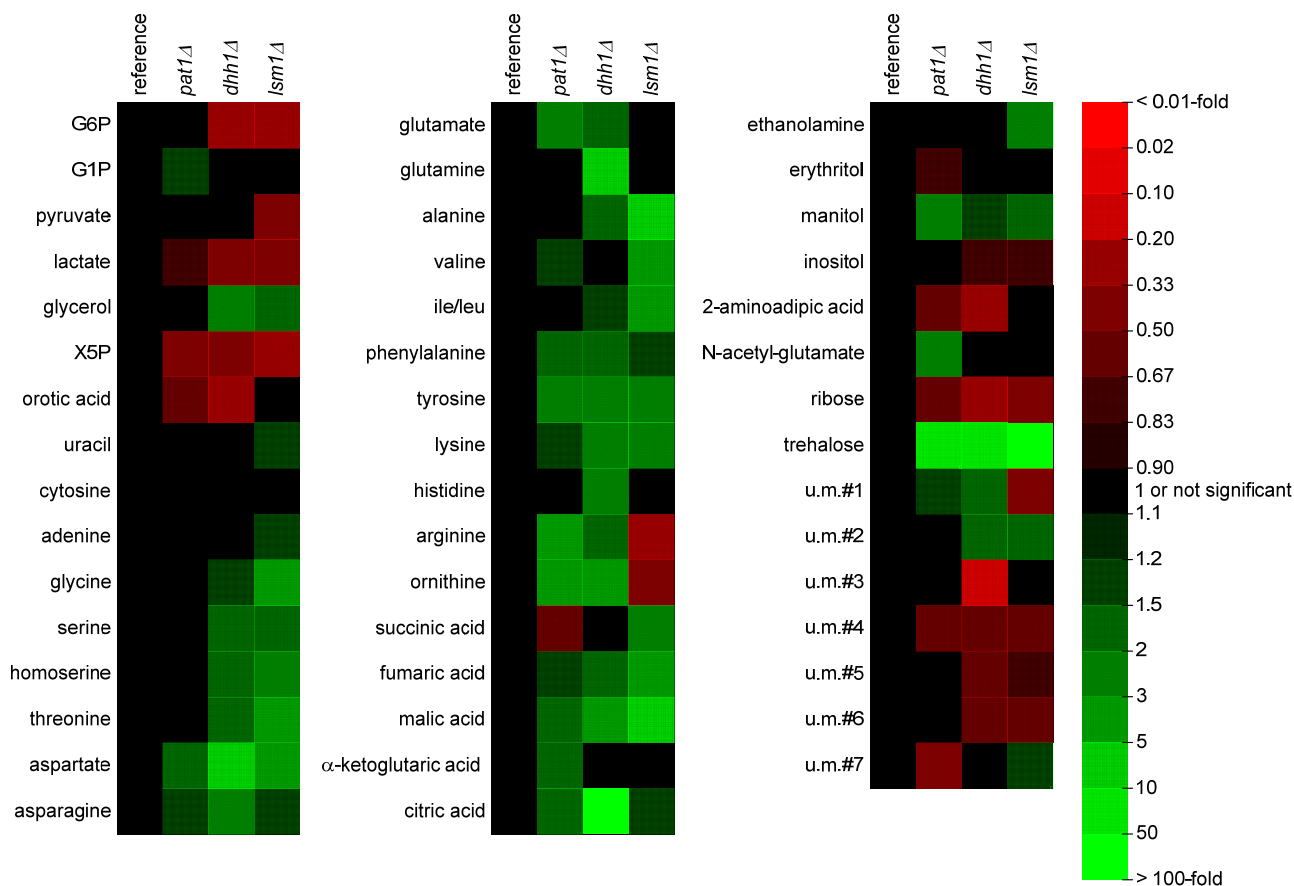 reference
pat1Δ
dhh1Δ
lsm1Δ
G6P
G1P
pyruvate
lactate
glycerol
X5P
orotic acid
uracil
cytosine
adenine
glycine
serine
homoserine
threonine
aspartate
asparagine
reference
pat1Δ
dhh1Δ
lsm1Δ
glutamate
glutamine
alanine
valine
ile/leu
phenylalanine
tyrosine
lysine
histidine
arginine
ornithine
succinic acid
fumaric acid
malic acid
α-ketoglutaric acid
citric acid
reference
pat1Δ
dhh1Δ
lsm1Δ
ethanolamine
erythritol
manitol
inositol
2-aminoadipic acid
N-acetyl-glutamate
ribose
trehalose
u.m.#1
u.m.#2
u.m.#3
u.m.#4
u.m.#5
u.m.#6
u.m.#7
< 0.01-fold
0.02
0.10
0.20
0.33
0.50
0.67
0.83
0.90
1 or not significant
1.1
1.2
1.5
2
3
5
10
50
> 100-fold